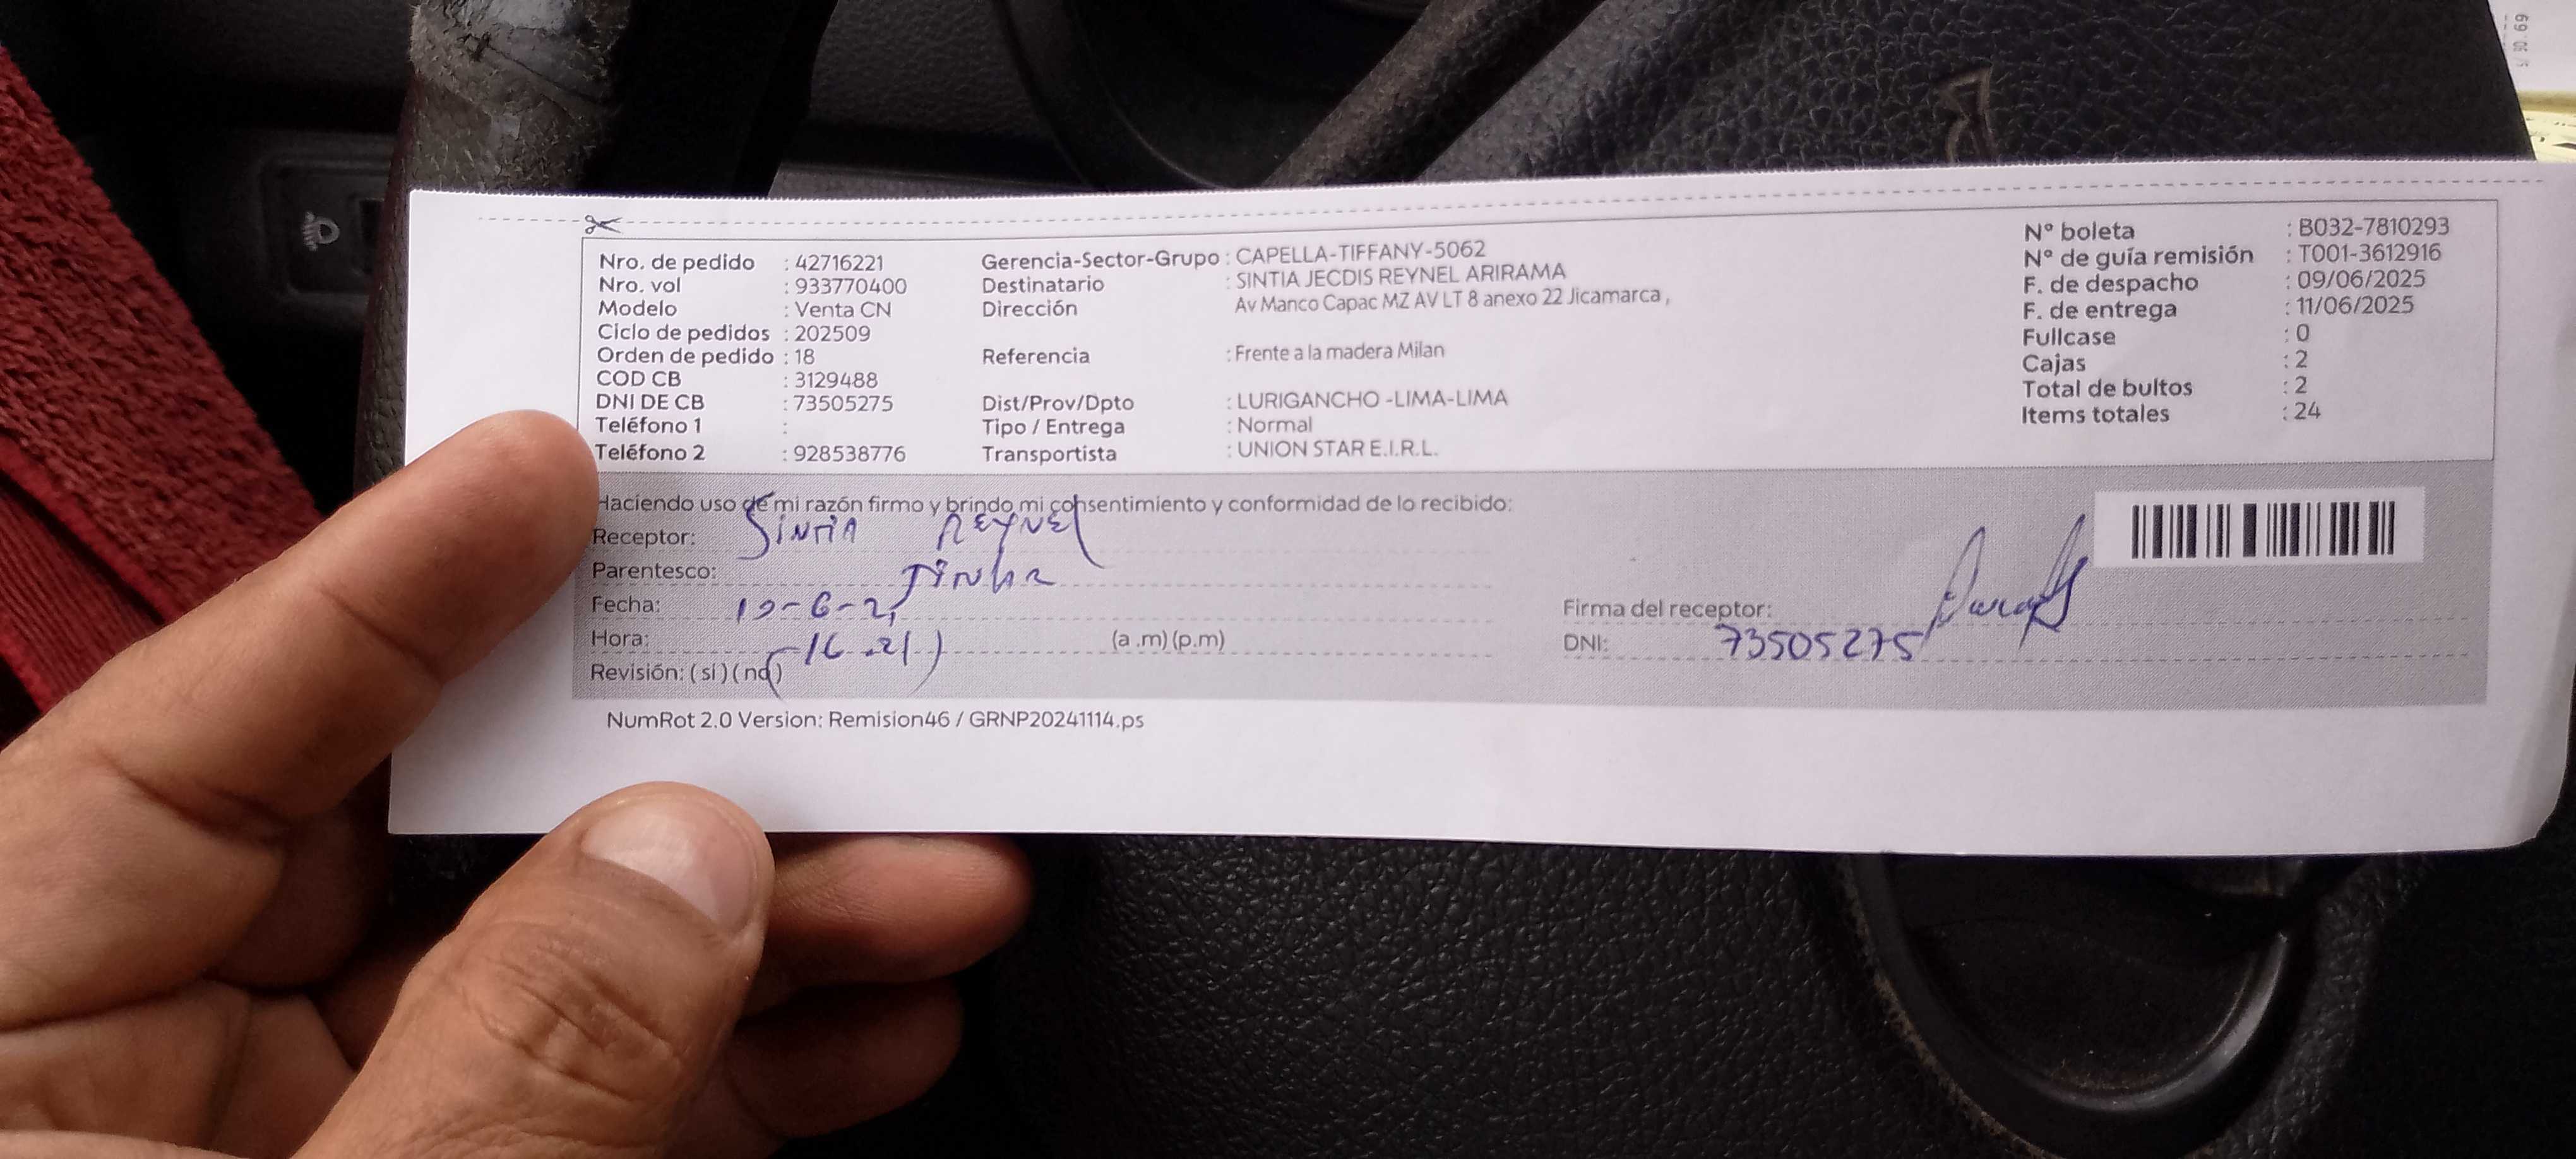 Nro. de pedido : 42716221
Nro. vol : 933770400
Modelo : Venta CN
Ciclo de pedidos : 202509
Orden de pedido : 18
COD CB : 3129488
DNI DE CB : 73505275
Teléfono 1 :
Teléfono 2 : 928538776
Gerencia-Sector-Grupo : CAPELLA-TIFFANY-5062
Destinatario : SINTIA JECDIS REYNEL ARIRAMA
Dirección Av Manco Capac MZ AV LT 8 anexo 22 Jicamarca ,
Referencia : Frente a la madera Milan
Dist/Prov/Dpto : LURIGANCHO -LIMA-LIMA
Tipo / Entrega : Normal
Transportista : UNION STAR E.I.R.L.
Nº boleta : B032-7810293
Nº de guía remisión : T001-3612916
F. de despacho : 09/06/2025
F. de entrega : 11/06/2025
Fullcase : 0
Cajas : 2
Total de bultos : 2
Items totales : 24
Haciendo uso de mi razón firmo y brindo mi consentimiento y conformidad de lo recibido:
Receptor: Sintia Reynel
Parentesco:
Fecha:
Hora: (a .m) (p.m)
Revisión: ( sí ) ( no )
Firma del receptor:
DNI: 73505275
NumRot 2.0 Version: Remision46 / GRNP20241114.ps